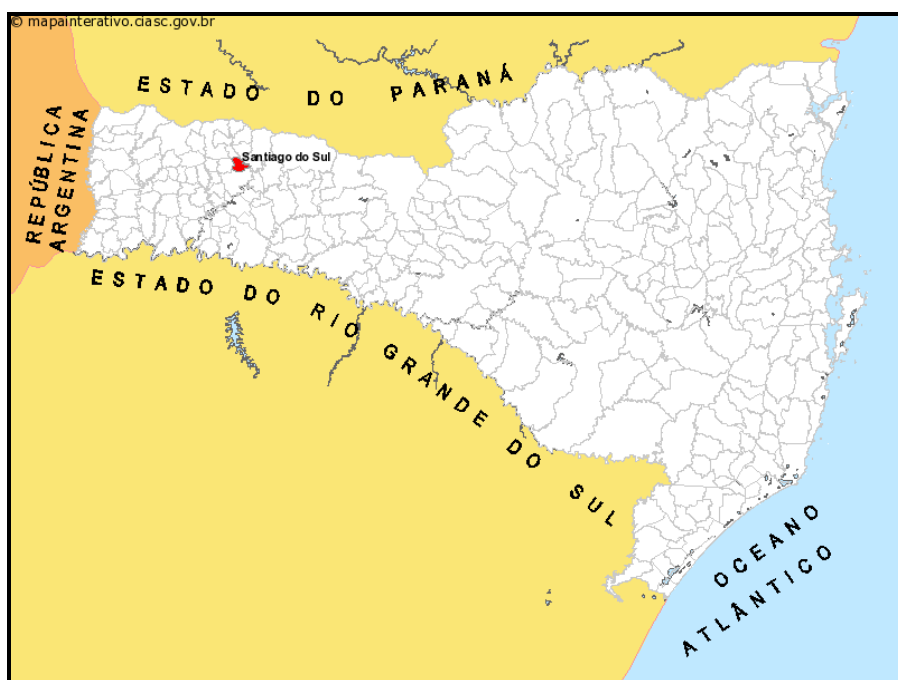 © mapainterativo.ciasc.gov.br
ESTADO DO PARANÁ
REPÚBLICA
ARGENTINA
Santiago do Sul
ESTADO DO RIO GRANDE DO SUL
OCEANO
ATLÂNTICO